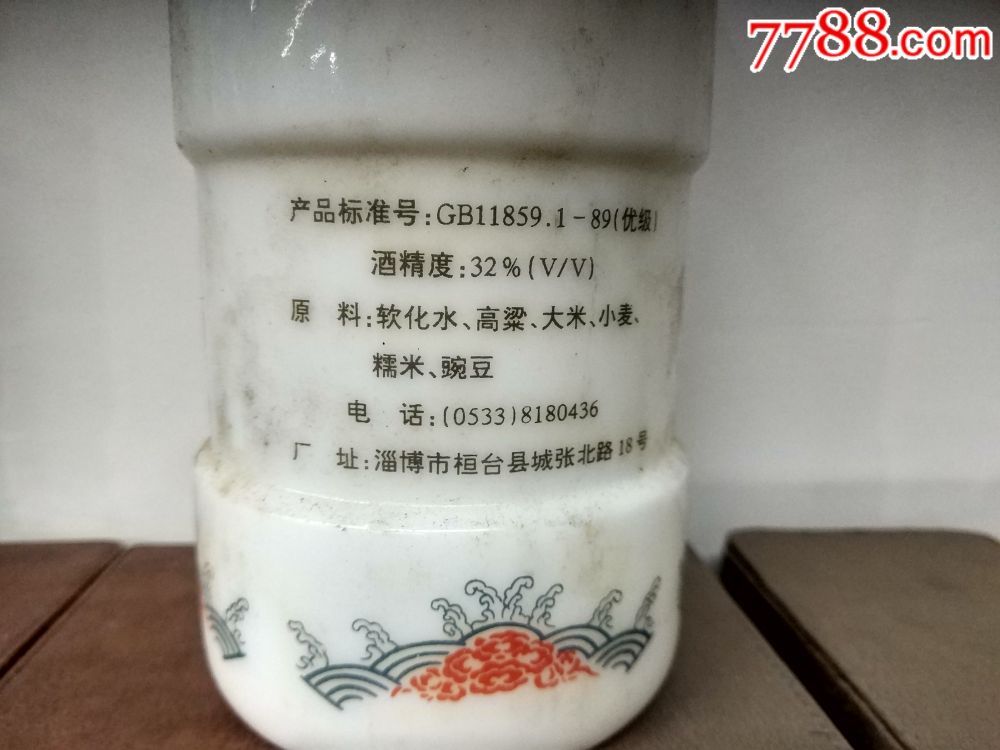 7788.com
产品标准号:GB11859.1-89(优级)
酒精度:32%(V/V)
原 料:软化水、高粱、大米、小麦、
糯米、豌豆
电 话:(0533)8180436
厂 址:淄博市桓台县城张北路18号